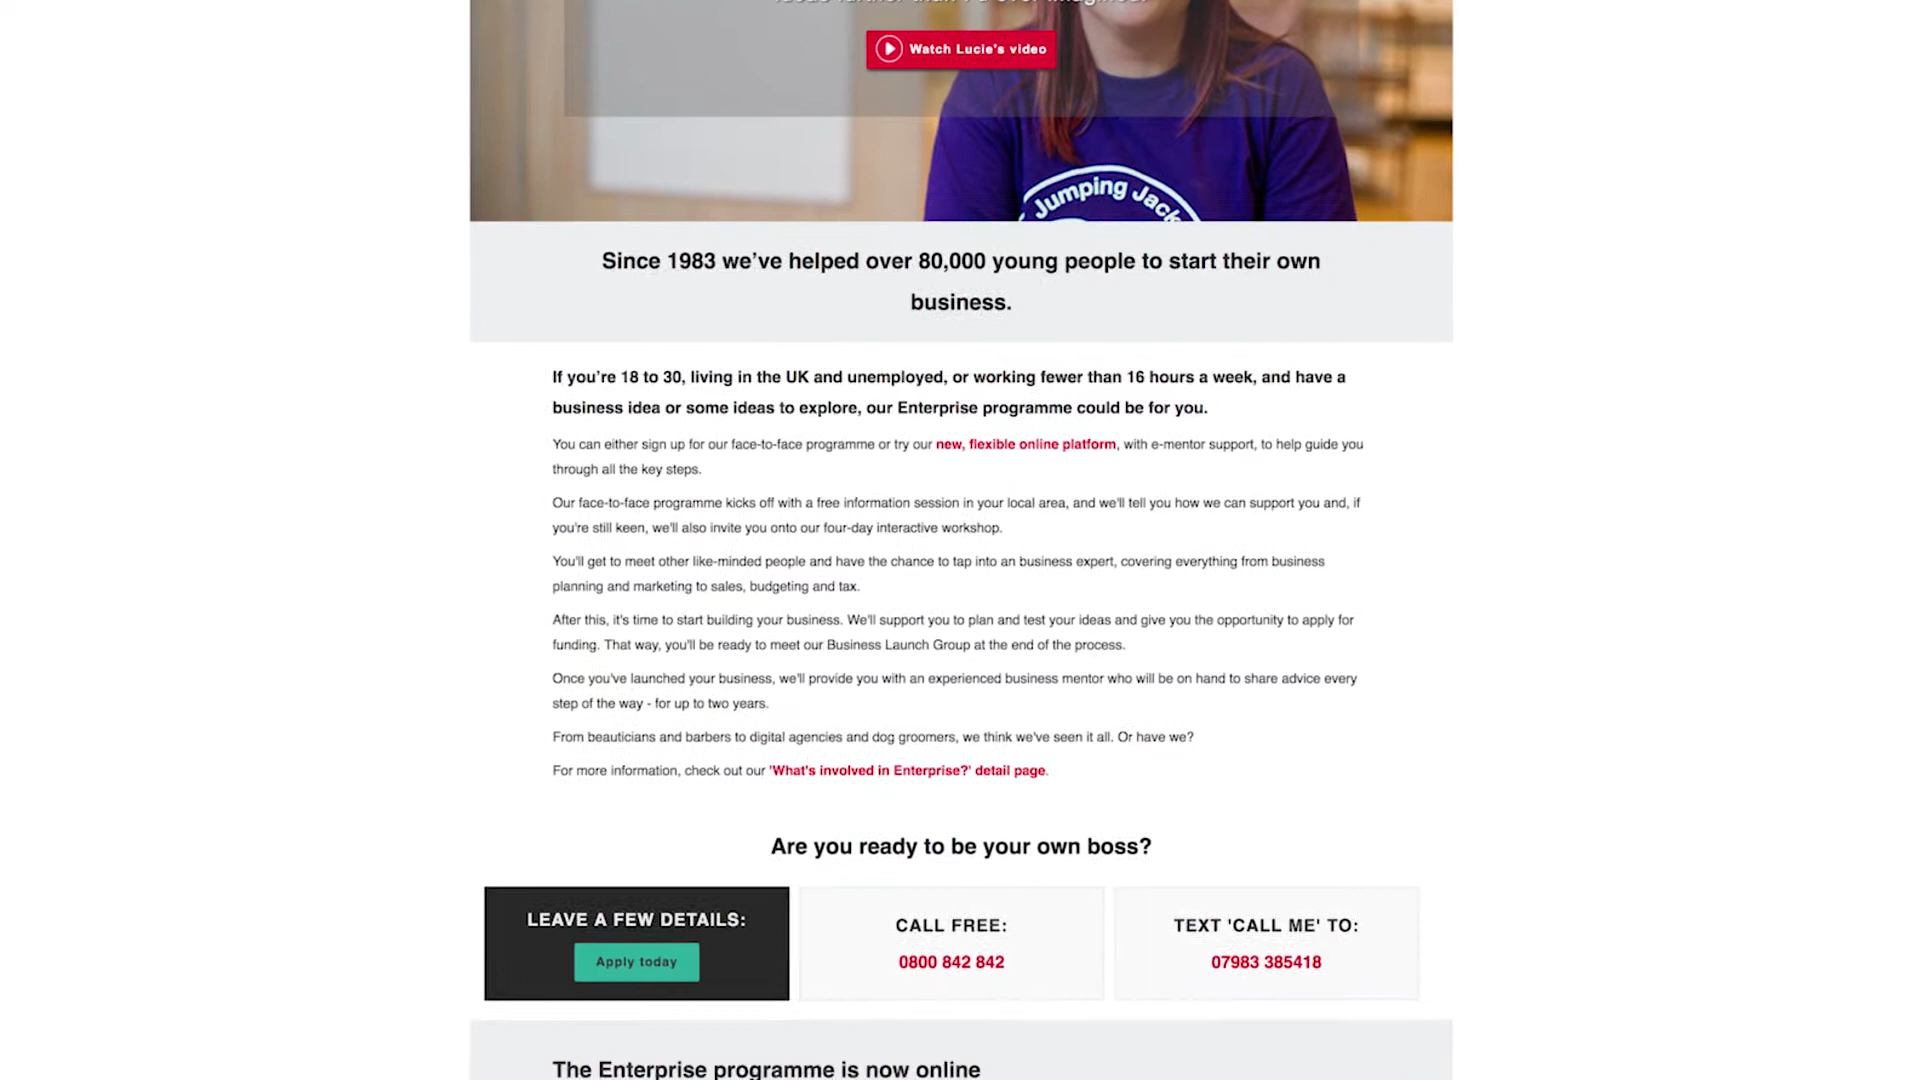 Watch Lucie's video
Jumping Jack
Since 1983 we've helped over 80,000 young people to start their own
business.
If you're 18 to 30, living in the UK and unemployed, or working fewer than 16 hours a week, and have a
business idea or some ideas to explore, our Enterprise programme could be for you.
You can either sign up for our face-to-face programme or try our new, flexible online platform, with e-mentor support, to help guide you
through all the key steps.
Our face-to-face programme kicks off with a free information session in your local area, and we'll tell you how we can support you and, if
you're still keen, we'll also invite you onto our four-day interactive workshop.
You'll get to meet other like-minded people and have the chance to tap into an business expert, covering everything from business
planning and marketing to sales, budgeting and tax.
After this, it's time to start building your business. We'll support you to plan and test your ideas and give you the opportunity to apply for
funding. That way, you'll be ready to meet our Business Launch Group at the end of the process.
Once you've launched your business, we'll provide you with an experienced business mentor who will be on hand to share advice every
step of the way - for up to two years.
From beauticians and barbers to digital agencies and dog groomers, we think we've seen it all. Or have we?
For more information, check out our 'What's involved in Enterprise?' detail page.
Are you ready to be your own boss?
LEAVE A FEW DETAILS:
Apply today
CALL FREE:
0800 842 842
TEXT 'CALL ME' TO:
07983 385418
The Enterprise programme is now online